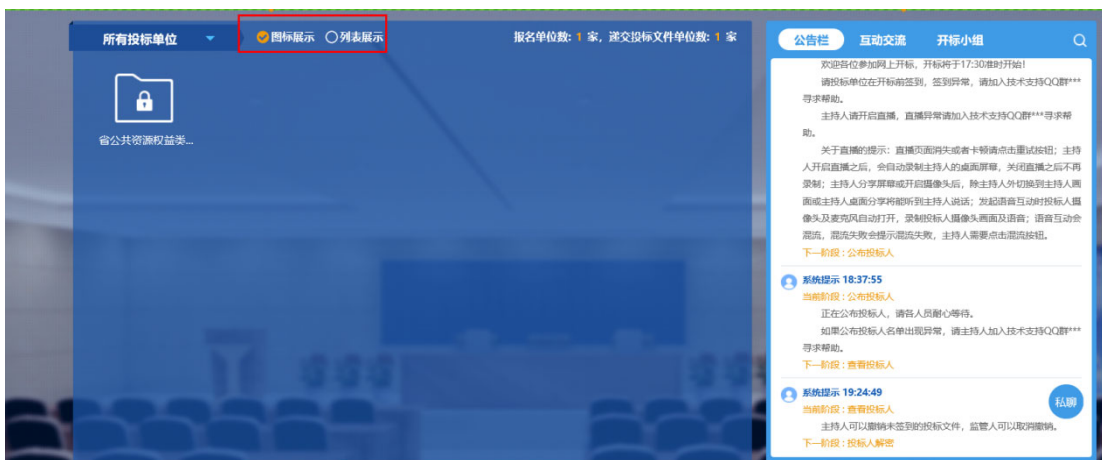 所有投标单位
图标展示 列表展示
报名单位数: 1 家, 递交投标文件单位数: 1 家
省公共资源权益类...
公告栏 互动交流 开标小组
欢迎各位参加网上开标, 开标将于17:30准时开始!
请投标单位在开标前签到, 签到异常, 请加入技术支持QQ群***
寻求帮助。
主持人请开启直播, 直播异常请加入技术支持QQ群***寻求帮
助。
关于直播的提示: 直播页面消失或者卡顿请点击重试按钮; 主持
人开启直播之后, 会自动录制主持人的桌面屏幕, 关闭直播之后不再
录制; 主持人分享屏幕或开启摄像头后, 除主持人外切换到主持人画
面或主持人桌面分享将能听到主持人说话; 发起语音互动时投标人摄
像头及麦克风自动打开, 录制投标人摄像头画面及语音; 语音互动会
混流, 混流失败会提示混流失败, 主持人需要点击混流按钮。
下一阶段 : 公布投标人
系统提示 18:37:55
当前阶段 : 公布投标人
正在公布投标人, 请各人员耐心等待。
如果公布投标人名单出现异常, 请主持人加入技术支持QQ群***
寻求帮助。
下一阶段 : 查看投标人
系统提示 19:24:49
当前阶段 : 查看投标人
主持人可以撤销未签到的投标文件, 监管人可以取消撤销。
下一阶段 : 投标人解密
私聊